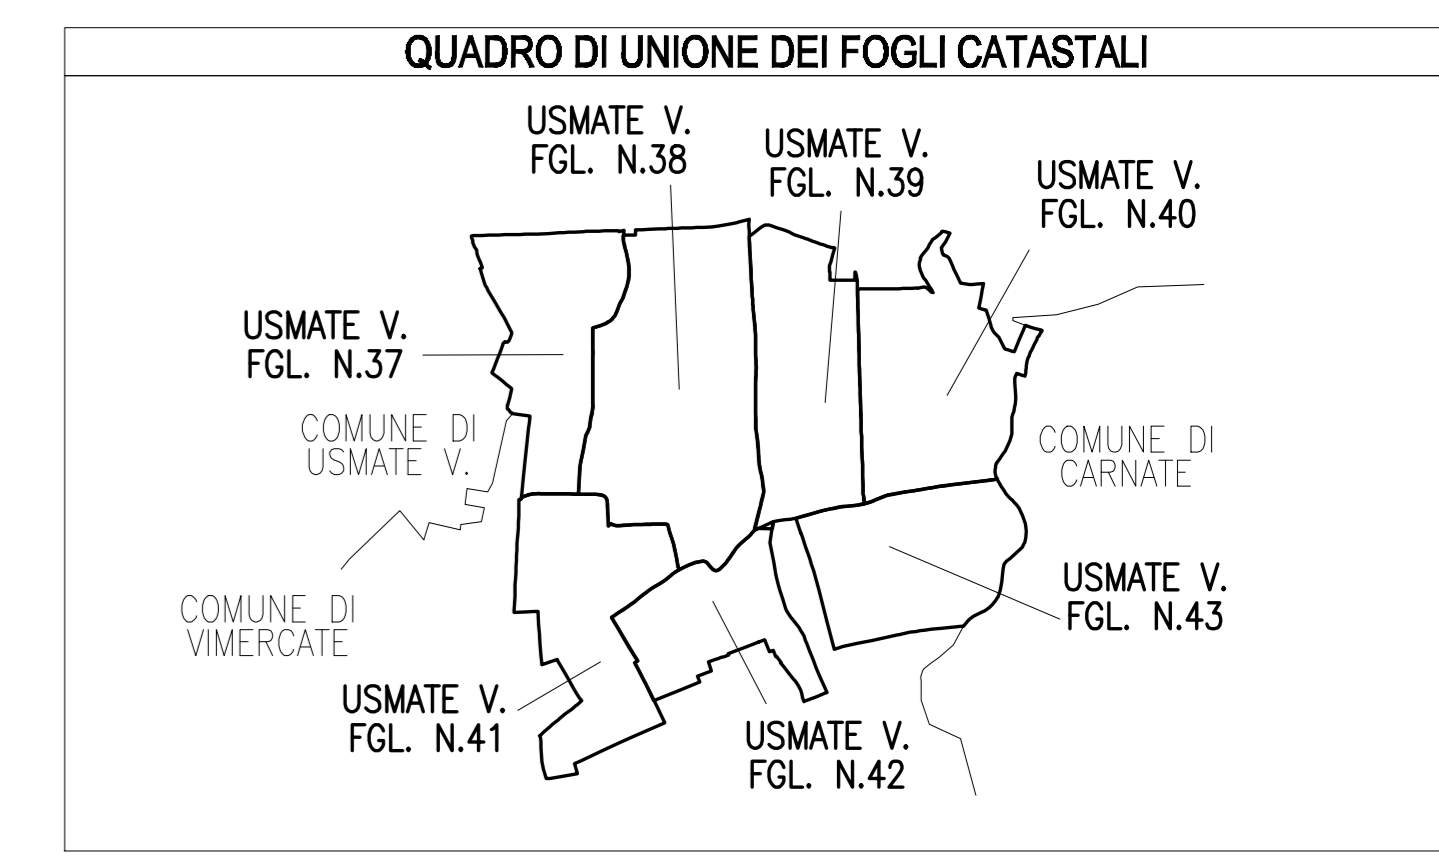 QUADRO DI UNIONE DEI FOGLI CATASTALI
USMATE V.
FGL. N.38
USMATE V.
FGL. N.39
USMATE V.
FGL. N.40
USMATE V.
FGL. N.37
COMUNE DI
USMATE V.
COMUNE DI
CARNATE
COMUNE DI
VIMERCATE
USMATE V.
FGL. N.43
USMATE V.
FGL. N.41
USMATE V.
FGL. N.42